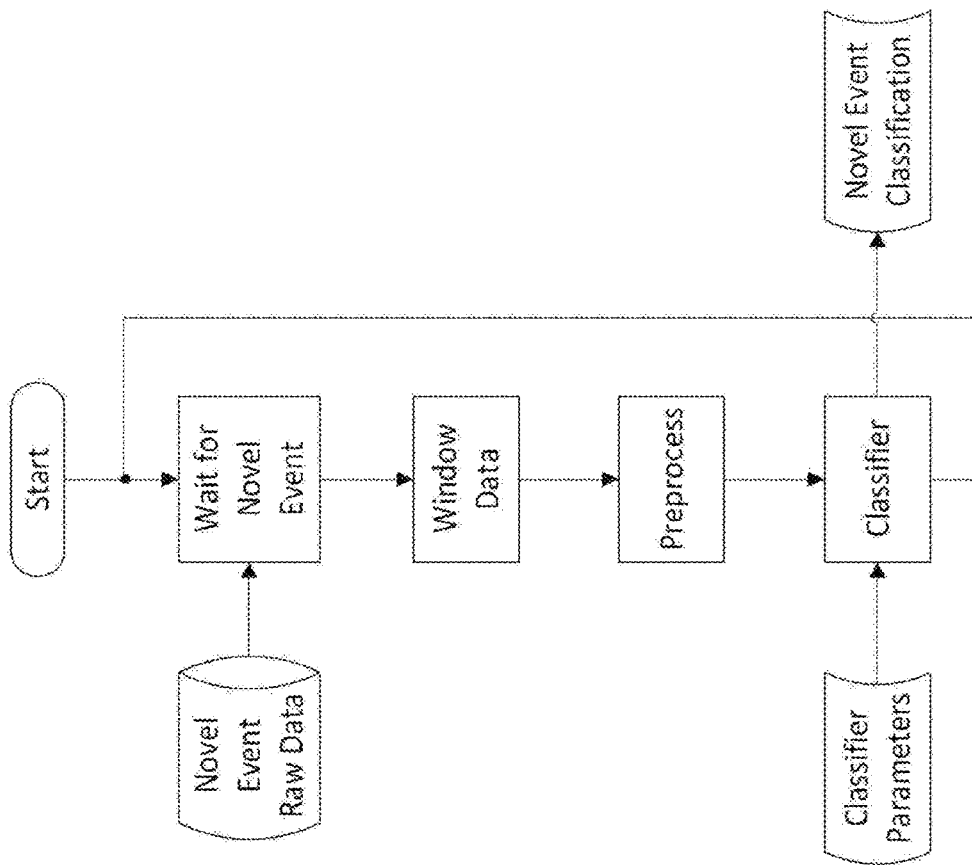 Start
Novel
Event
Raw Data
Wait for
Novel
Event
Window
Data
Preprocess
Classifier
Parameters
Classifier
Novel Event
Classification